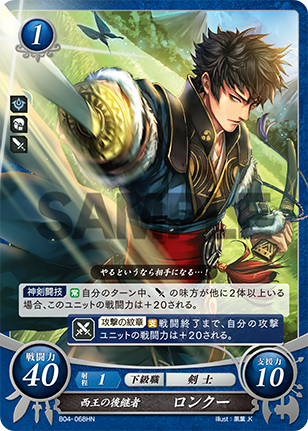 1
SAMPLE
やるというなら相手になる…！
神剣闘技 自分のターン中、の味方が他に2体以上いる
場合、このユニットの戦闘力は＋20される。
攻撃の紋章 支 戦闘終了まで、自分の攻撃
ユニットの戦闘力は＋20される。
戦闘力
40
射程 1 下級職 剣士
支援力
10
西王の後継者 ロンクー
B04-068HN
Illust：黒葉.K